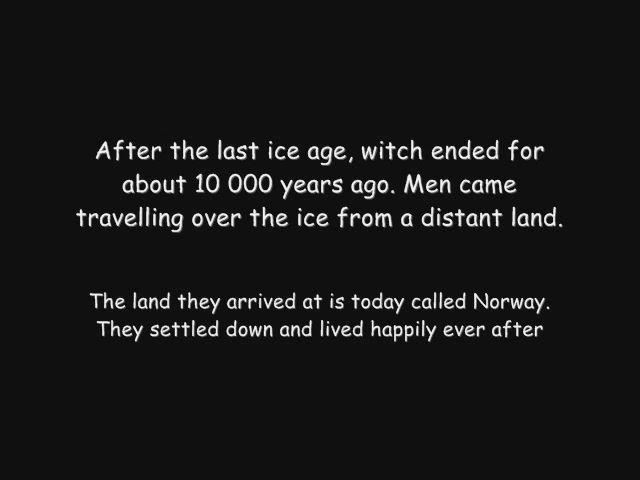 After the last ice age, witch ended for
about 10 000 years ago. Men came
travelling over the ice from a distant land.
The land they arrived at is today called Norway.
They settled down and lived happily ever after